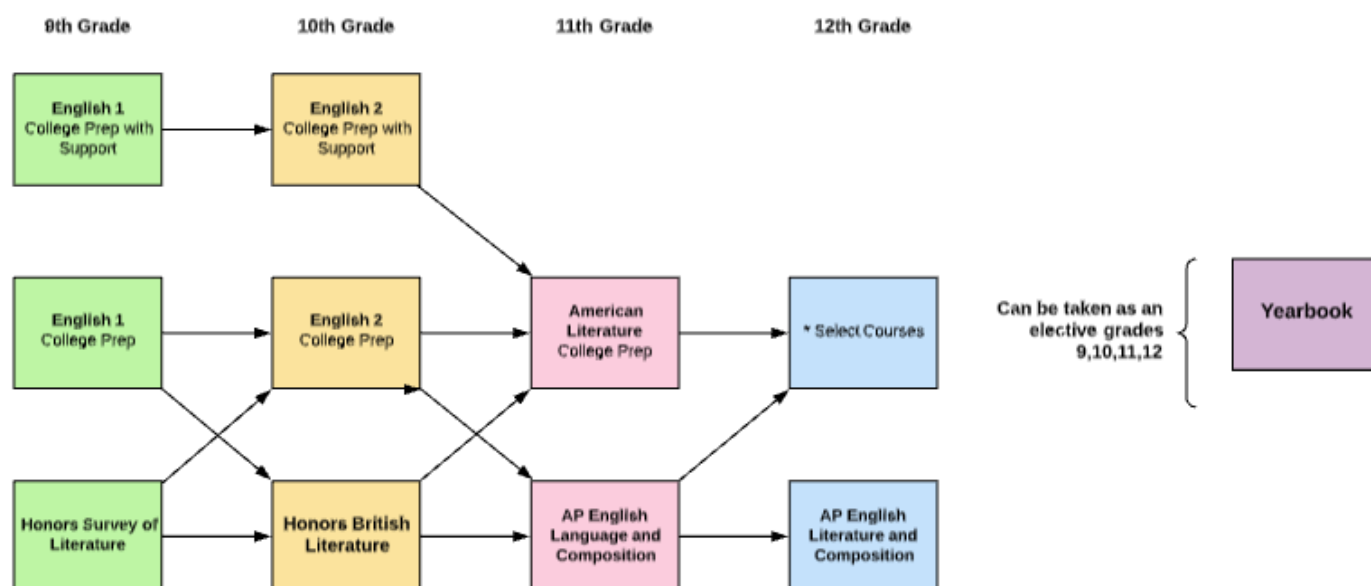 9th Grade
10th Grade
11th Grade
12th Grade
English 1
College Prep with
Support
English 2
College Prep with
Support
English 1
College Prep
English 2
College Prep
American
Literature
College Prep
* Select Courses
Can be taken as an
elective grades
9,10,11,12
Yearbook
Honors Survey of
Literature
Honors British
Literature
AP English
Language and
Composition
AP English
Literature and
Composition